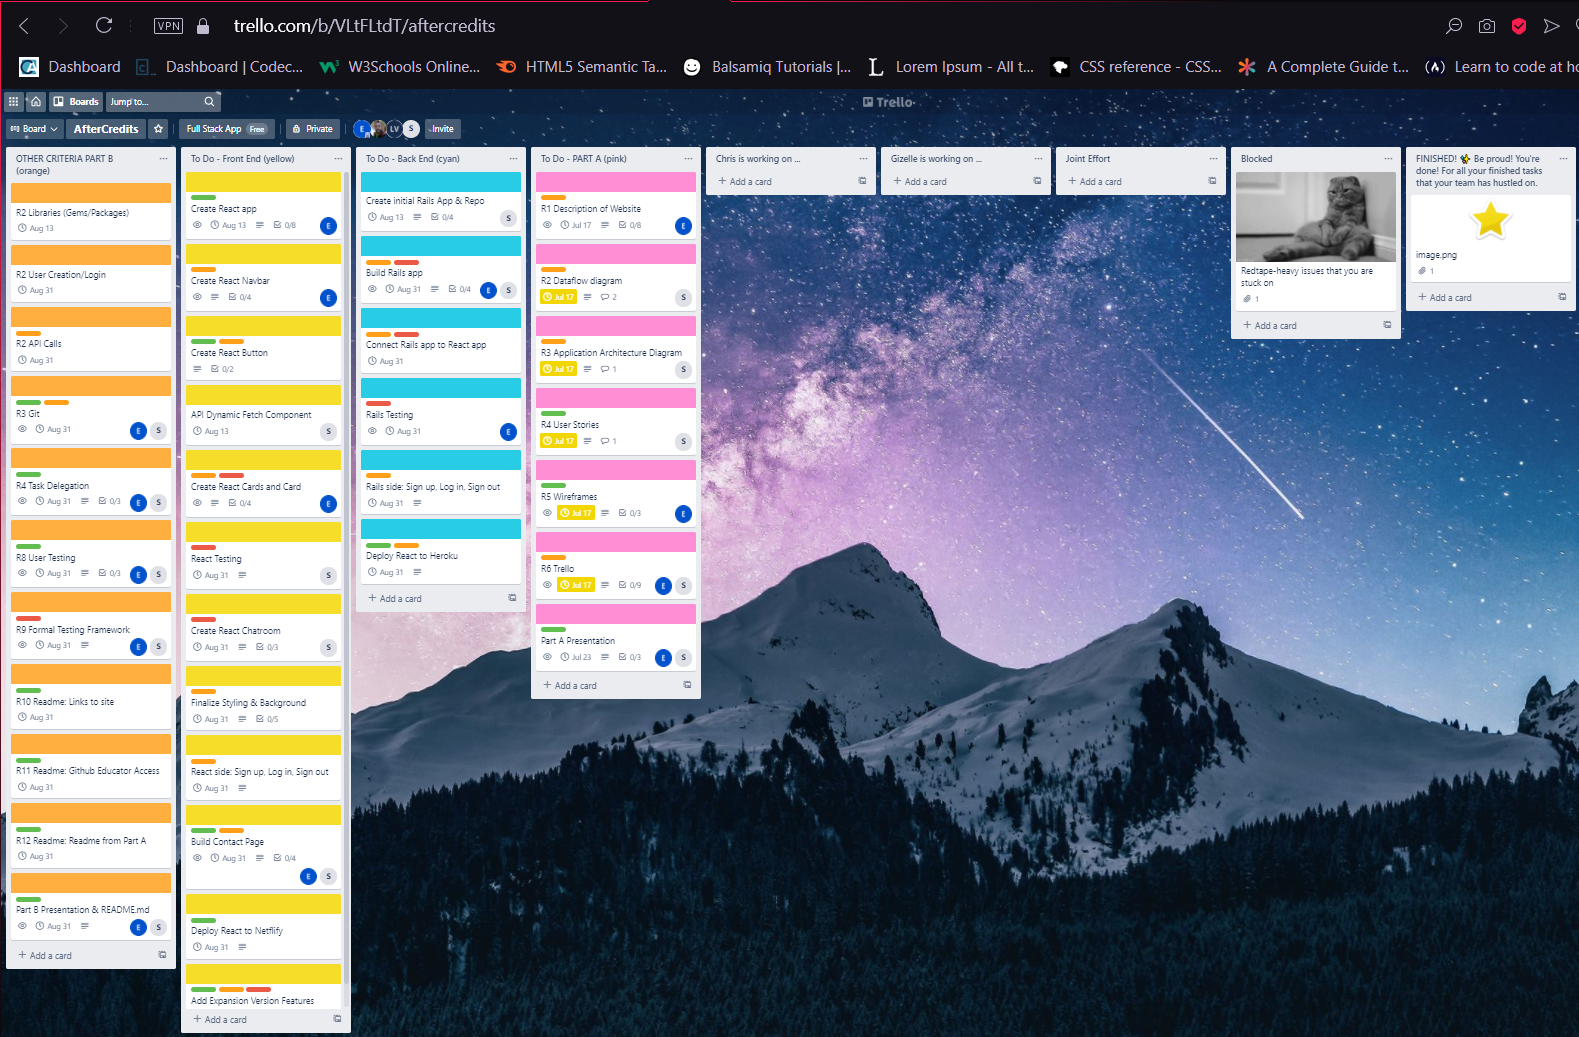 VPN
trello.com/b/VLtFLtdT/aftercredits
Dashboard
Dashboard | Codec...
W3Schools Online...
HTML5 Semantic Ta...
Balsamiq Tutorials |...
Lorem Ipsum - All t...
CSS reference - CSS...
A Complete Guide t...
Learn to code at ho
Boards
Jump to...
Trello
Board
AfterCredits
Full Stack App Free
Private
E
LV
S
Invite
OTHER CRITERIA PART B
(orange)
R2 Libraries (Gems/Packages)
Aug 13
R2 User Creation/Login
Aug 31
R2 API Calls
Aug 31
R3 Git
Aug 31
E S
R4 Task Delegation
Aug 31 0/3
E S
R8 User Testing
Aug 31 0/3
E S
R9 Formal Testing Framework
Aug 31
E S
R10 Readme: Links to site
Aug 31
R11 Readme: Github Educator Access
Aug 31
R12 Readme: Readme from Part A
Aug 31
Part B Presentation & README.md
Aug 31
E S
+ Add a card
To Do - Front End (yellow)
Create React app
Aug 13 0/8
E
Create React Navbar
0/4
E
Create React Button
0/2
API Dynamic Fetch Component
Aug 13
S
Create React Cards and Card
0/4
E
React Testing
Aug 31
S
Create React Chatroom
Aug 31 0/3
S
Finalize Styling & Background
Aug 31 0/5
React side: Sign up, Log in, Sign out
Aug 31
Build Contact Page
Aug 31 0/4
E S
Deploy React to Netflify
Aug 31
Add Expansion Version Features
+ Add a card
To Do - Back End (cyan)
Create initial Rails App & Repo
Aug 13 0/4
S
Build Rails app
Aug 31 0/4
E S
Connect Rails app to React app
Aug 31
Rails Testing
Aug 31
E
Rails side: Sign up, Log in, Sign out
Aug 31
Deploy React to Heroku
Aug 31
+ Add a card
To Do - PART A (pink)
R1 Description of Website
Jul 17 0/8
E
R2 Dataflow diagram
Jul 17 2
S
R3 Application Architecture Diagram
Jul 17 1
S
R4 User Stories
Jul 17 1
S
R5 Wireframes
Jul 17 0/3
E
R6 Trello
Jul 17 0/9
E S
Part A Presentation
Jul 23 0/3
E S
+ Add a card
Chris is working on ...
+ Add a card
Gizelle is working on ...
+ Add a card
Joint Effort
+ Add a card
Blocked
Redtape-heavy issues that you are
stuck on
1
+ Add a card
FINISHED! ✨ Be proud! You're
done! For all your finished tasks
that your team has hustled on.
image.png
1
+ Add a card